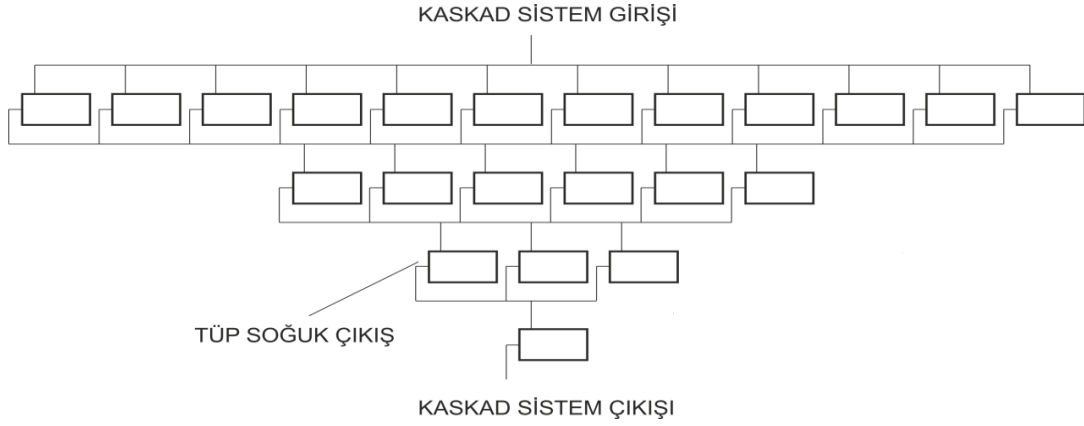 KASKAD SİSTEM GİRİŞİ
TÜP SOĞUK ÇIKIŞ
KASKAD SİSTEM ÇIKIŞI